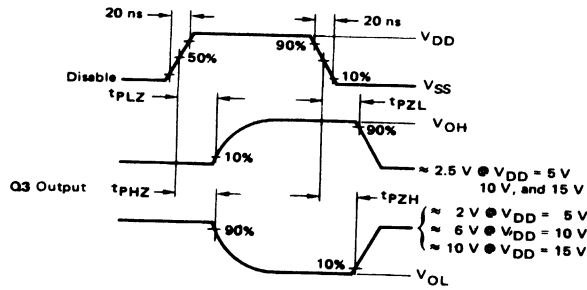 20 ns
20 ns
90%
VDD
50%
Disable
10%
VSS
tPLZ
tPZL
VOH
90%
10%
≈ 2.5 V @ VDD = 5V
10 V, and 15 V
Q3 Output
tPHZ
tPZH
≈ 2 V @ VDD = 5 V
90%
≈ 6 V @ VDD = 10 V
≈ 10 V @ VDD = 15 V
10%
VOL